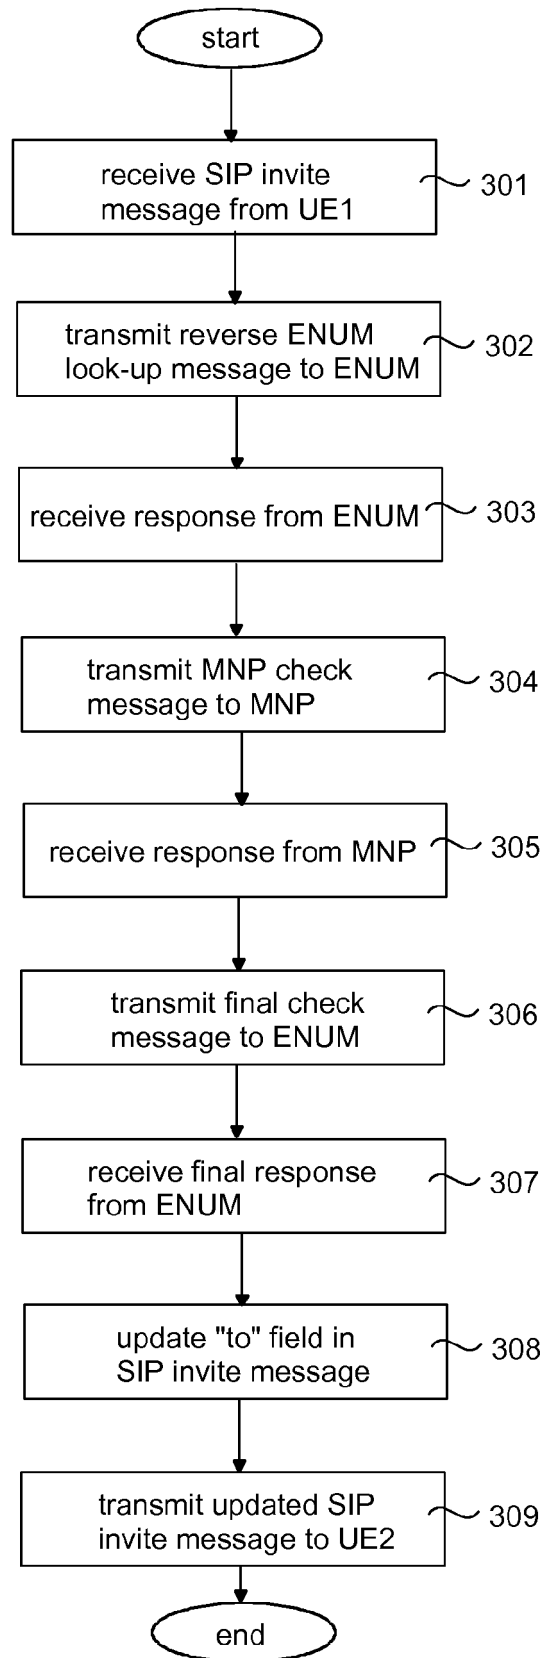 start
receive SIP invite
message from UE1
301
transmit reverse ENUM
look-up message to ENUM
302
receive response from ENUM
303
transmit MNP check
message to MNP
304
receive response from MNP
305
transmit final check
message to ENUM
306
receive final response
from ENUM
307
update "to" field in
SIP invite message
308
transmit updated SIP
invite message to UE2
309
end